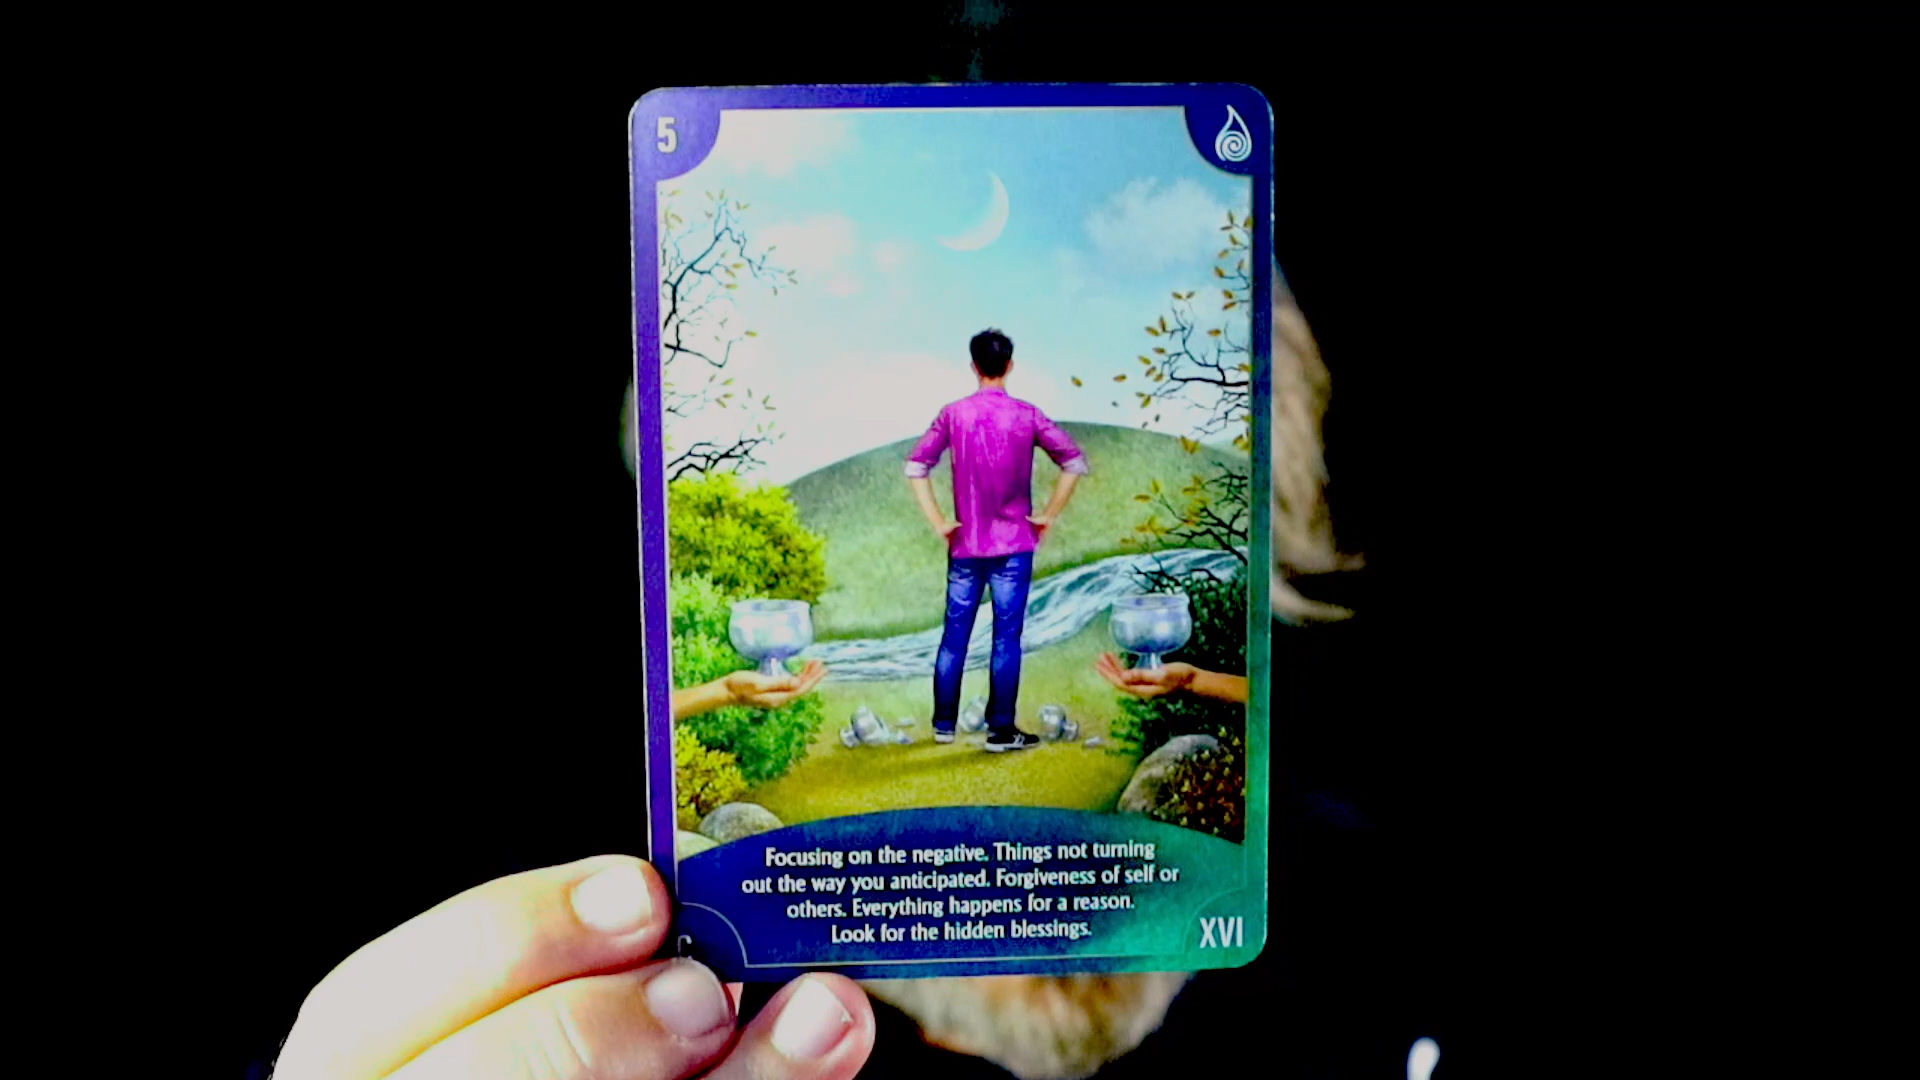 5
Focusing on the negative. Things not turning
out the way you anticipated. Forgiveness of self or
others. Everything happens for a reason.
Look for the hidden blessings.
XVI